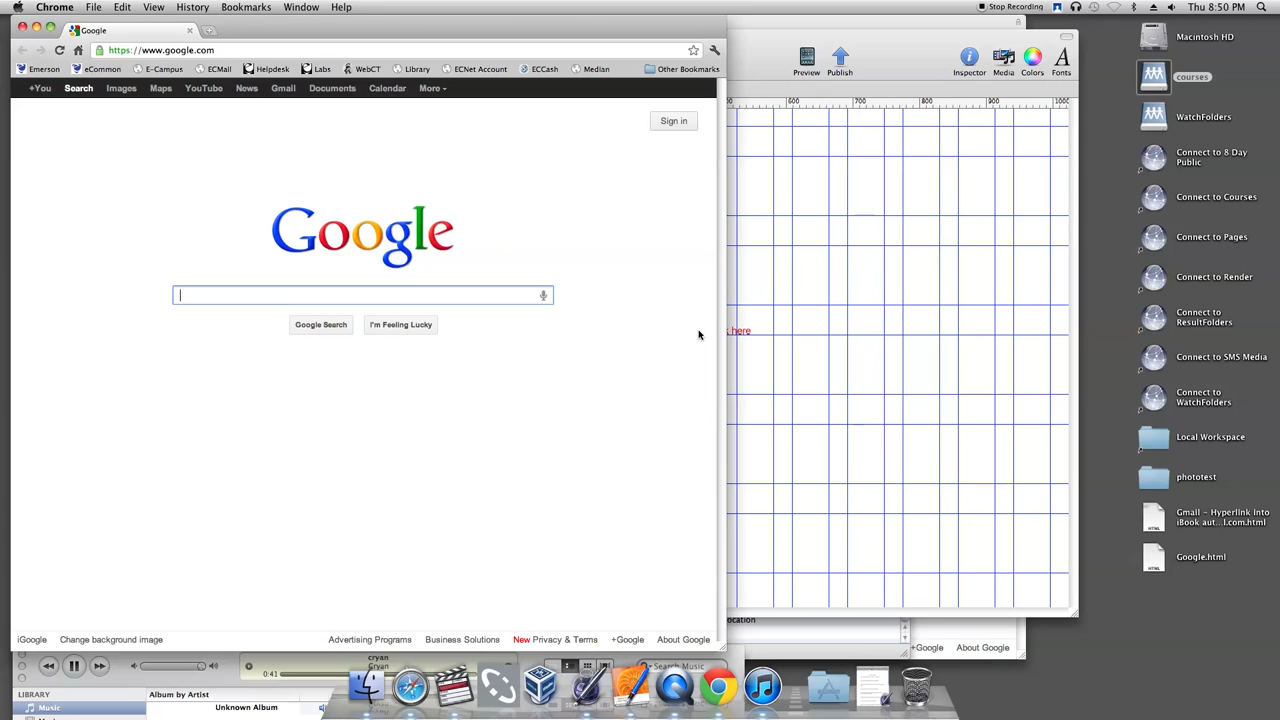 Chrome File Edit View History Bookmarks Window Help Stop Recording Thu 8:50 PM
Google
https://www.google.com
Emerson eCommon E-Campus ECMail Helpdesk Labs WebCT Library ECNet Account ECCash Median Other Bookmarks
+You Search Images Maps YouTube News Gmail Documents Calendar More
Sign in
Google
Google Search I'm Feeling Lucky
iGoogle Change background image Advertising Programs Business Solutions New Privacy & Terms +Google About Google
Preview Publish Inspector Media Colors Fonts
600 700 800 900 1000
here
+Google About Google
cryan
0:41
Search Music
LIBRARY Album by Artist
Music Unknown Album
Macintosh HD
courses
WatchFolders
Connect to 8 Day
Public
Connect to Courses
Connect to Pages
Connect to Render
Connect to
ResultFolders
Connect to SMS Media
Connect to
WatchFolders
Local Workspace
phototest
Gmail - Hyperlink Into
iBook aut...l.com.html
Google.html